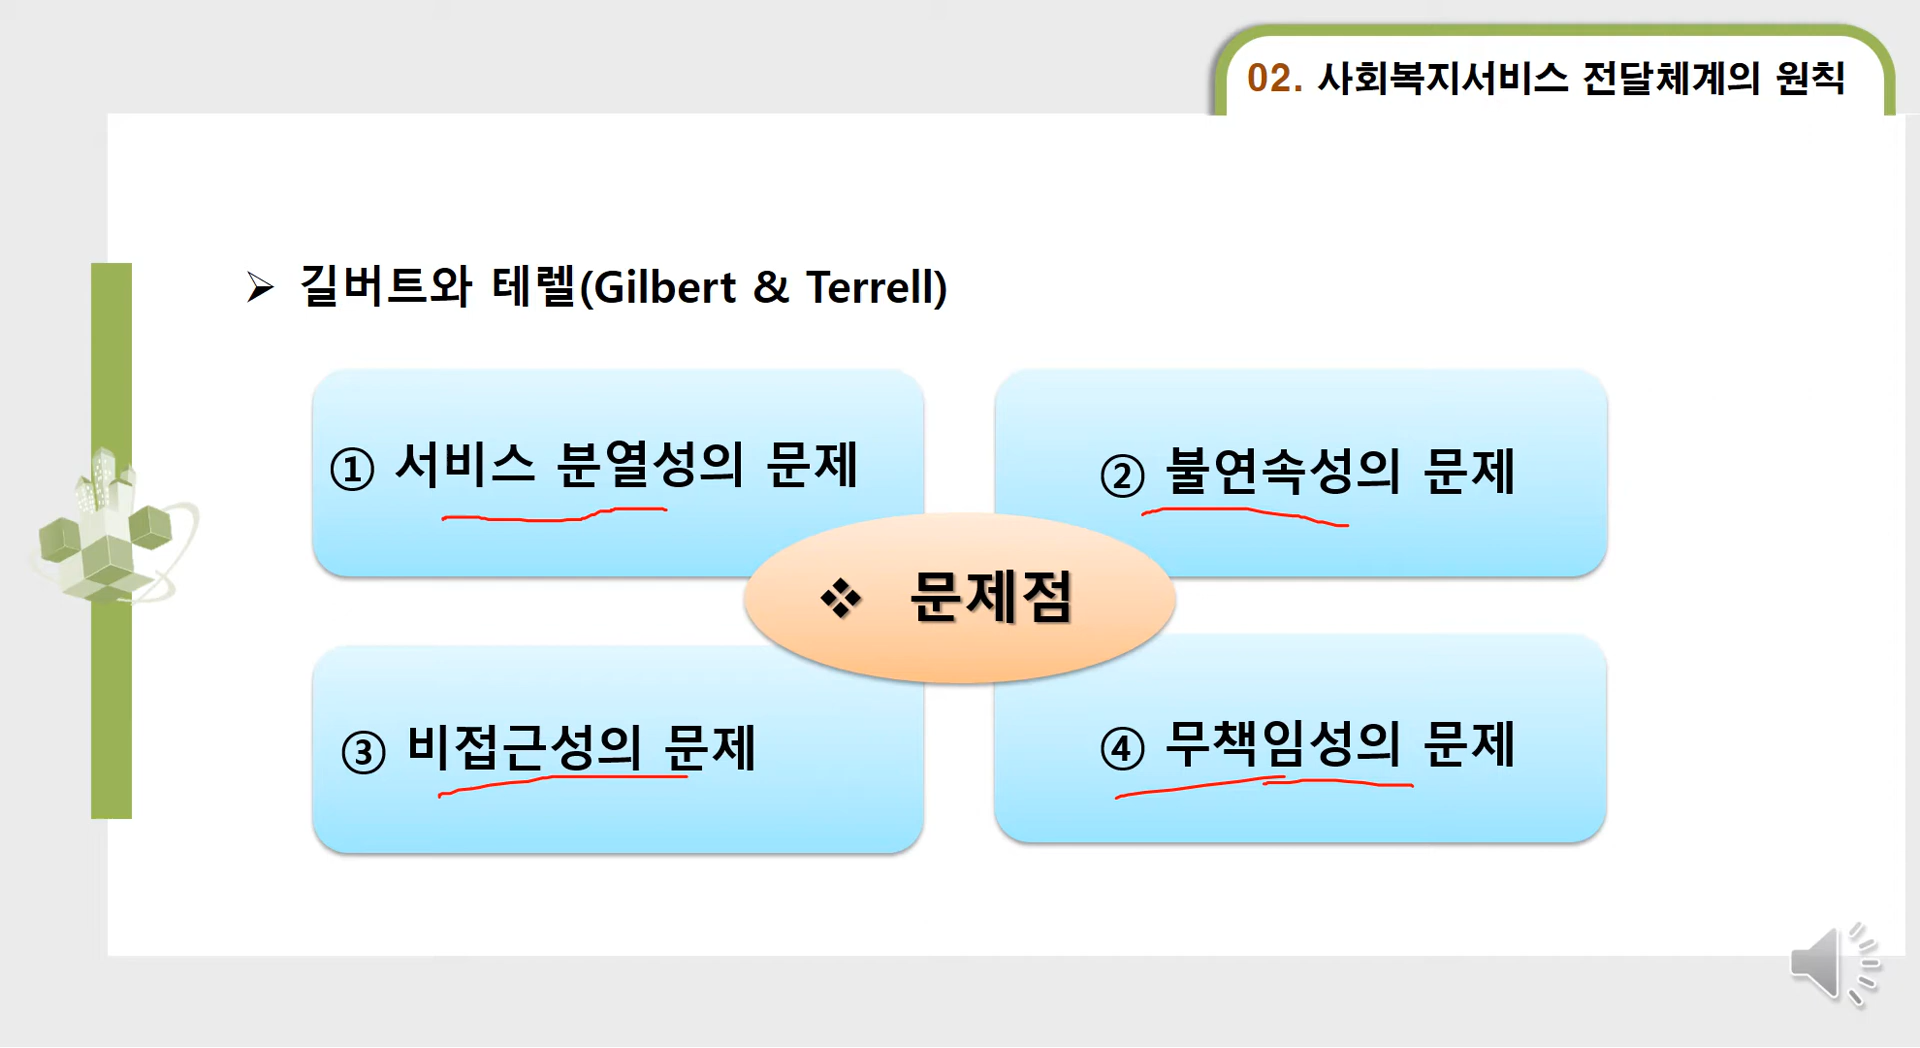 02. 사회복지서비스 전달체계의 원칙
➢ 길버트와 테렐(Gilbert & Terrell)
① 서비스 분열성의 문제
② 불연속성의 문제
❖ 문제점
③ 비접근성의 문제
④ 무책임성의 문제